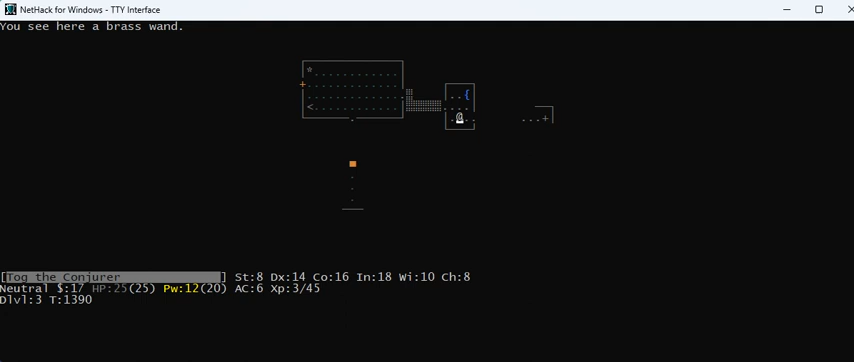 NetHack for Windows - TTY Interface
You see here a brass wand.
[Tog the Conjurer ] St:8 Dx:14 Co:16 In:18 Wi:10 Ch:8
Neutral $:17 HP:25(25) Pw:12(20) AC:6 Xp:3/45
Dlvl:3 T:1390